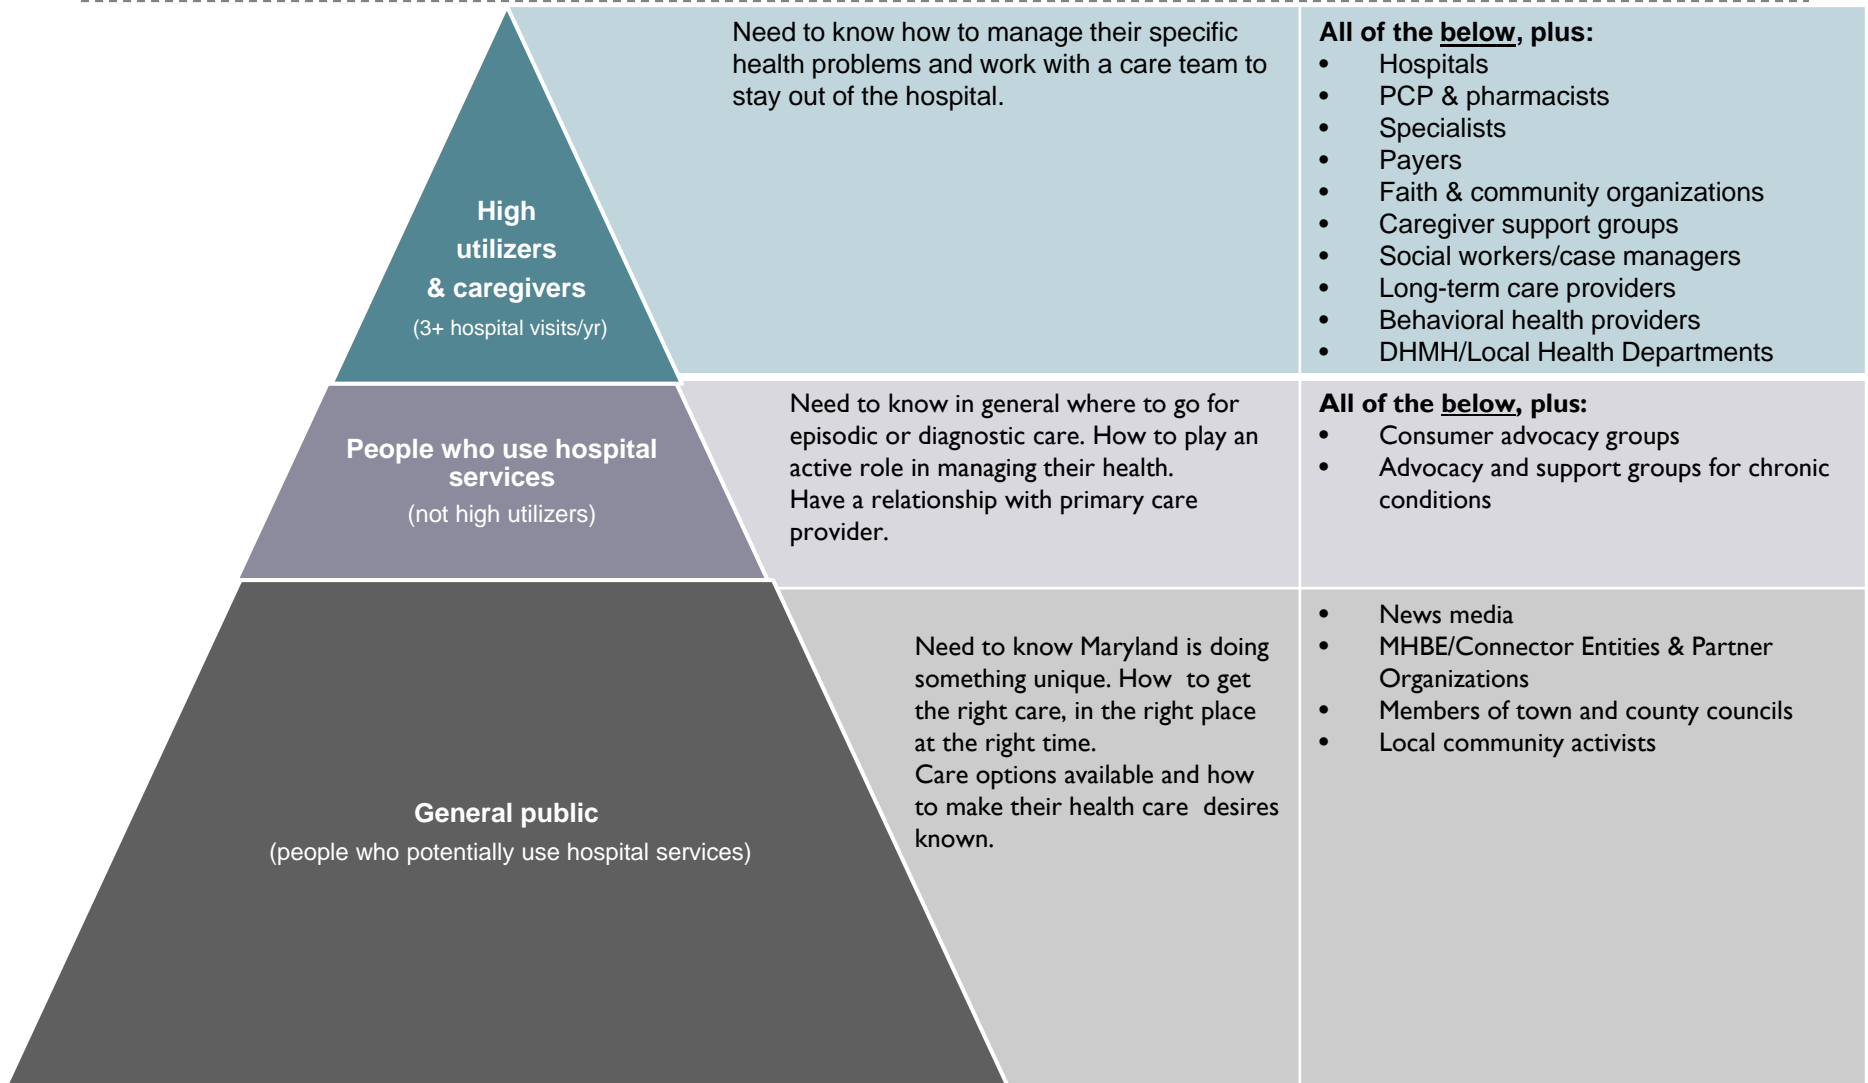 High
utilizers
& caregivers
(3+ hospital visits/yr)
Need to know how to manage their specific
health problems and work with a care team to
stay out of the hospital.
All of the below, plus:
• Hospitals
• PCP & pharmacists
• Specialists
• Payers
• Faith & community organizations
• Caregiver support groups
• Social workers/case managers
• Long-term care providers
• Behavioral health providers
• DHMH/Local Health Departments
People who use hospital
services
(not high utilizers)
Need to know in general where to go for
episodic or diagnostic care. How to play an
active role in managing their health.
Have a relationship with primary care
provider.
All of the below, plus:
• Consumer advocacy groups
• Advocacy and support groups for chronic
conditions
General public
(people who potentially use hospital services)
Need to know Maryland is doing
something unique. How to get
the right care, in the right place
at the right time.
Care options available and how
to make their health care desires
known.
• News media
• MHBE/Connector Entities & Partner
Organizations
• Members of town and county councils
• Local community activists